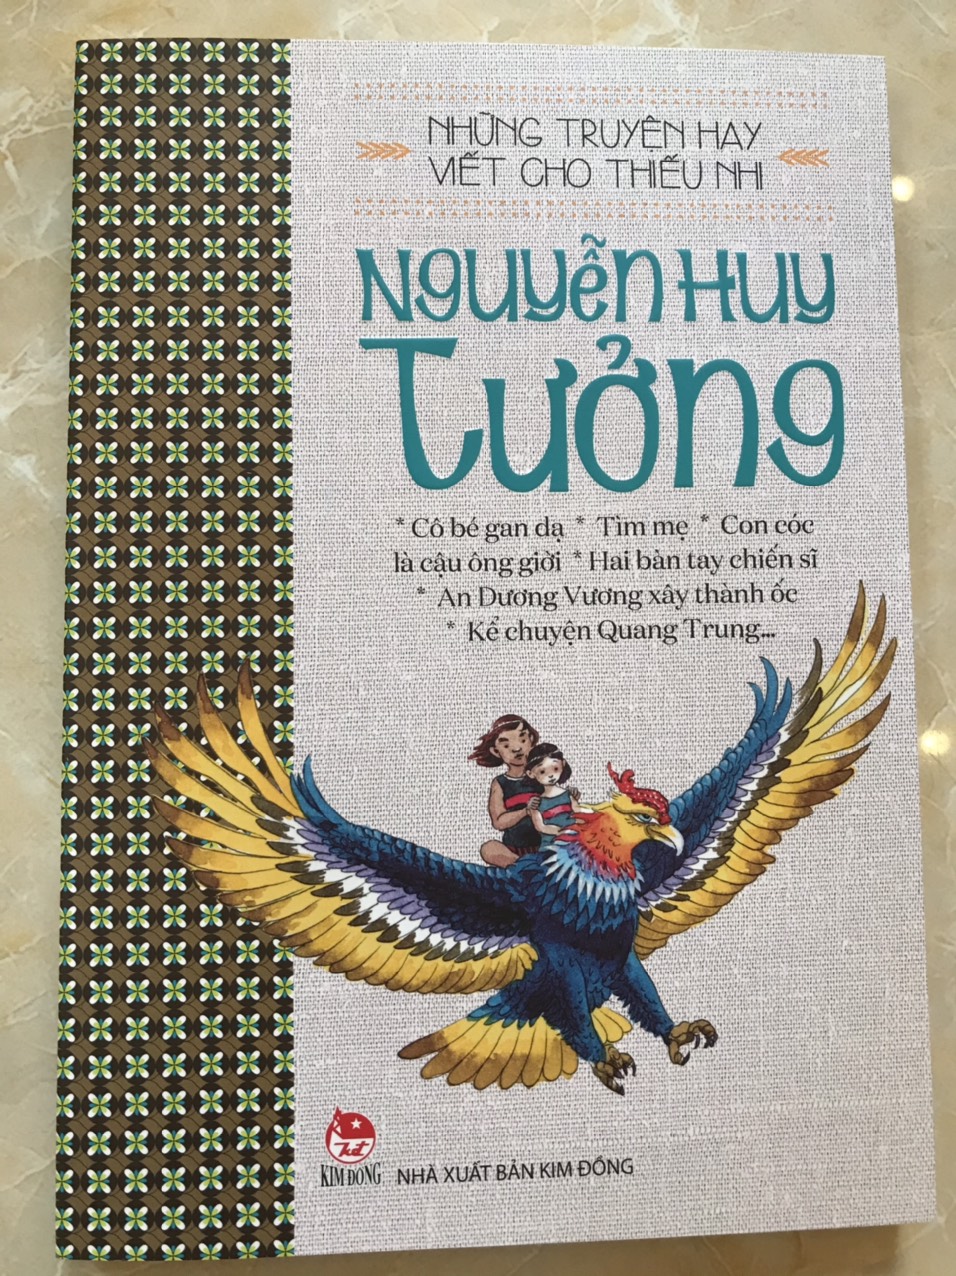 NHỮNG TRUYỆN HAY
VIẾT CHO THIẾU NHI
NGUYỄN HUY
TƯỞNG
* Cô bé gan dạ * Tìm mẹ * Con cóc
là cậu ông giời * Hai bàn tay chiến sĩ
* An Dương Vương xây thành ốc
* Kể chuyện Quang Trung...
KIM ĐỒNG
NHÀ XUẤT BẢN KIM ĐỒNG